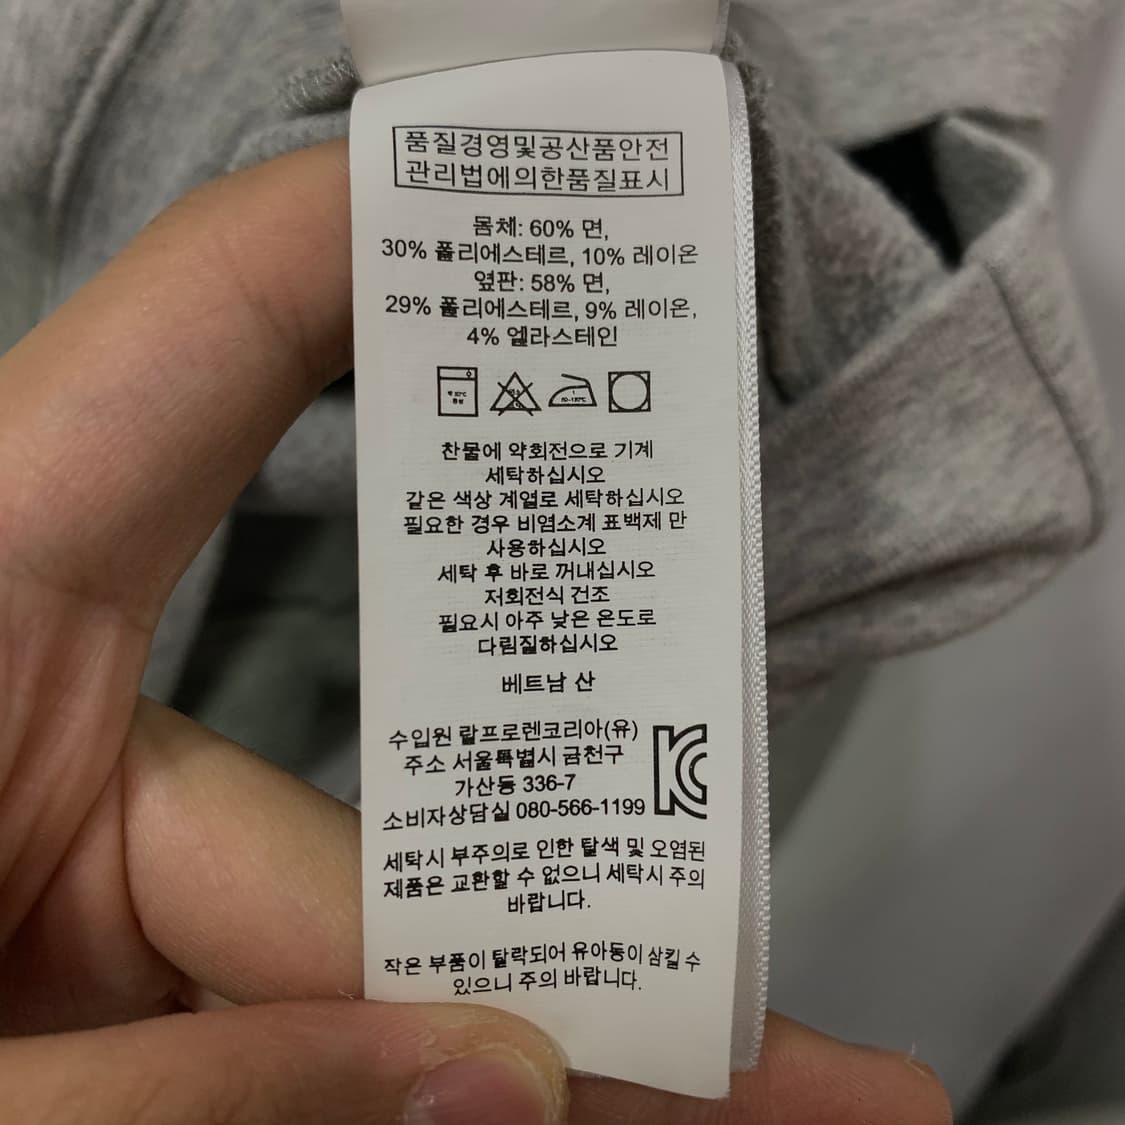 품질경영및공산품안전
관리법에의한품질표시
몸체: 60% 면,
30% 폴리에스테르, 10% 레이온
옆판: 58% 면,
29% 폴리에스테르, 9% 레이온,
4% 엘라스테인
찬물에 약회전으로 기계
세탁하십시오
같은 색상 계열로 세탁하십시오
필요한 경우 비염소계 표백제 만
사용하십시오
세탁 후 바로 꺼내십시오
저회전식 건조
필요시 아주 낮은 온도로
다림질하십시오
베트남 산
수입원 랄프로렌코리아(유)
주소 서울특별시 금천구
가산동 336-7
소비자상담실 080-566-1199
세탁시 부주의로 인한 탈색 및 오염된
제품은 교환할 수 없으니 세탁시 주의
바랍니다.
작은 부품이 탈락되어 유아동이 삼킬 수
있으니 주의 바랍니다.